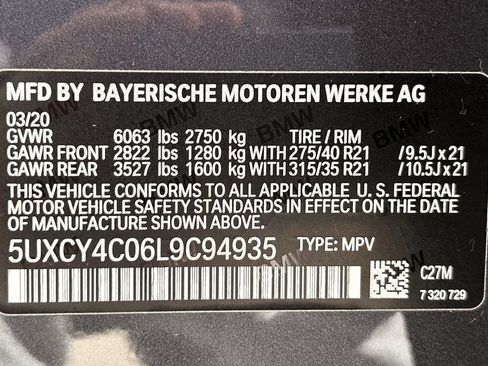 MFD BY BAYERISCHE MOTOREN WERKE AG
03/20
GVWR 6063 lbs 2750 kg TIRE / RIM
GAWR FRONT 2822 lbs 1280 kg WITH 275/40 R21 /9.5J x 21
GAWR REAR 3527 lbs 1600 kg WITH 315/35 R21 /10.5J x 21
THIS VEHICLE CONFORMS TO ALL APPLICABLE U. S. FEDERAL
MOTOR VEHICLE SAFETY STANDARDS IN EFFECT ON THE
DATE OF MANUFACTURE SHOWN ABOVE.
5UXCY4C06L9C94935 TYPE: MPV
C27M
7 320 729